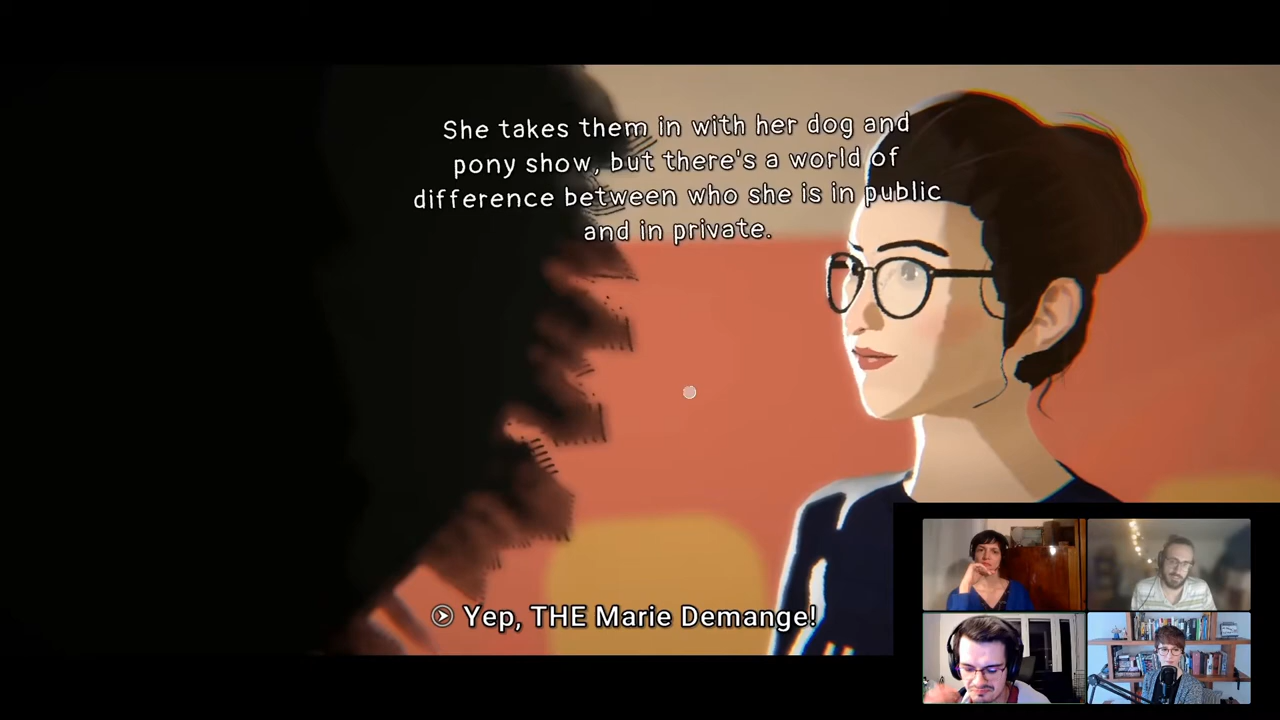 She takes them in with her dog and
pony show, but there's a world of
difference between who she is in public
and in private.
Yep, THE Marie Demange!